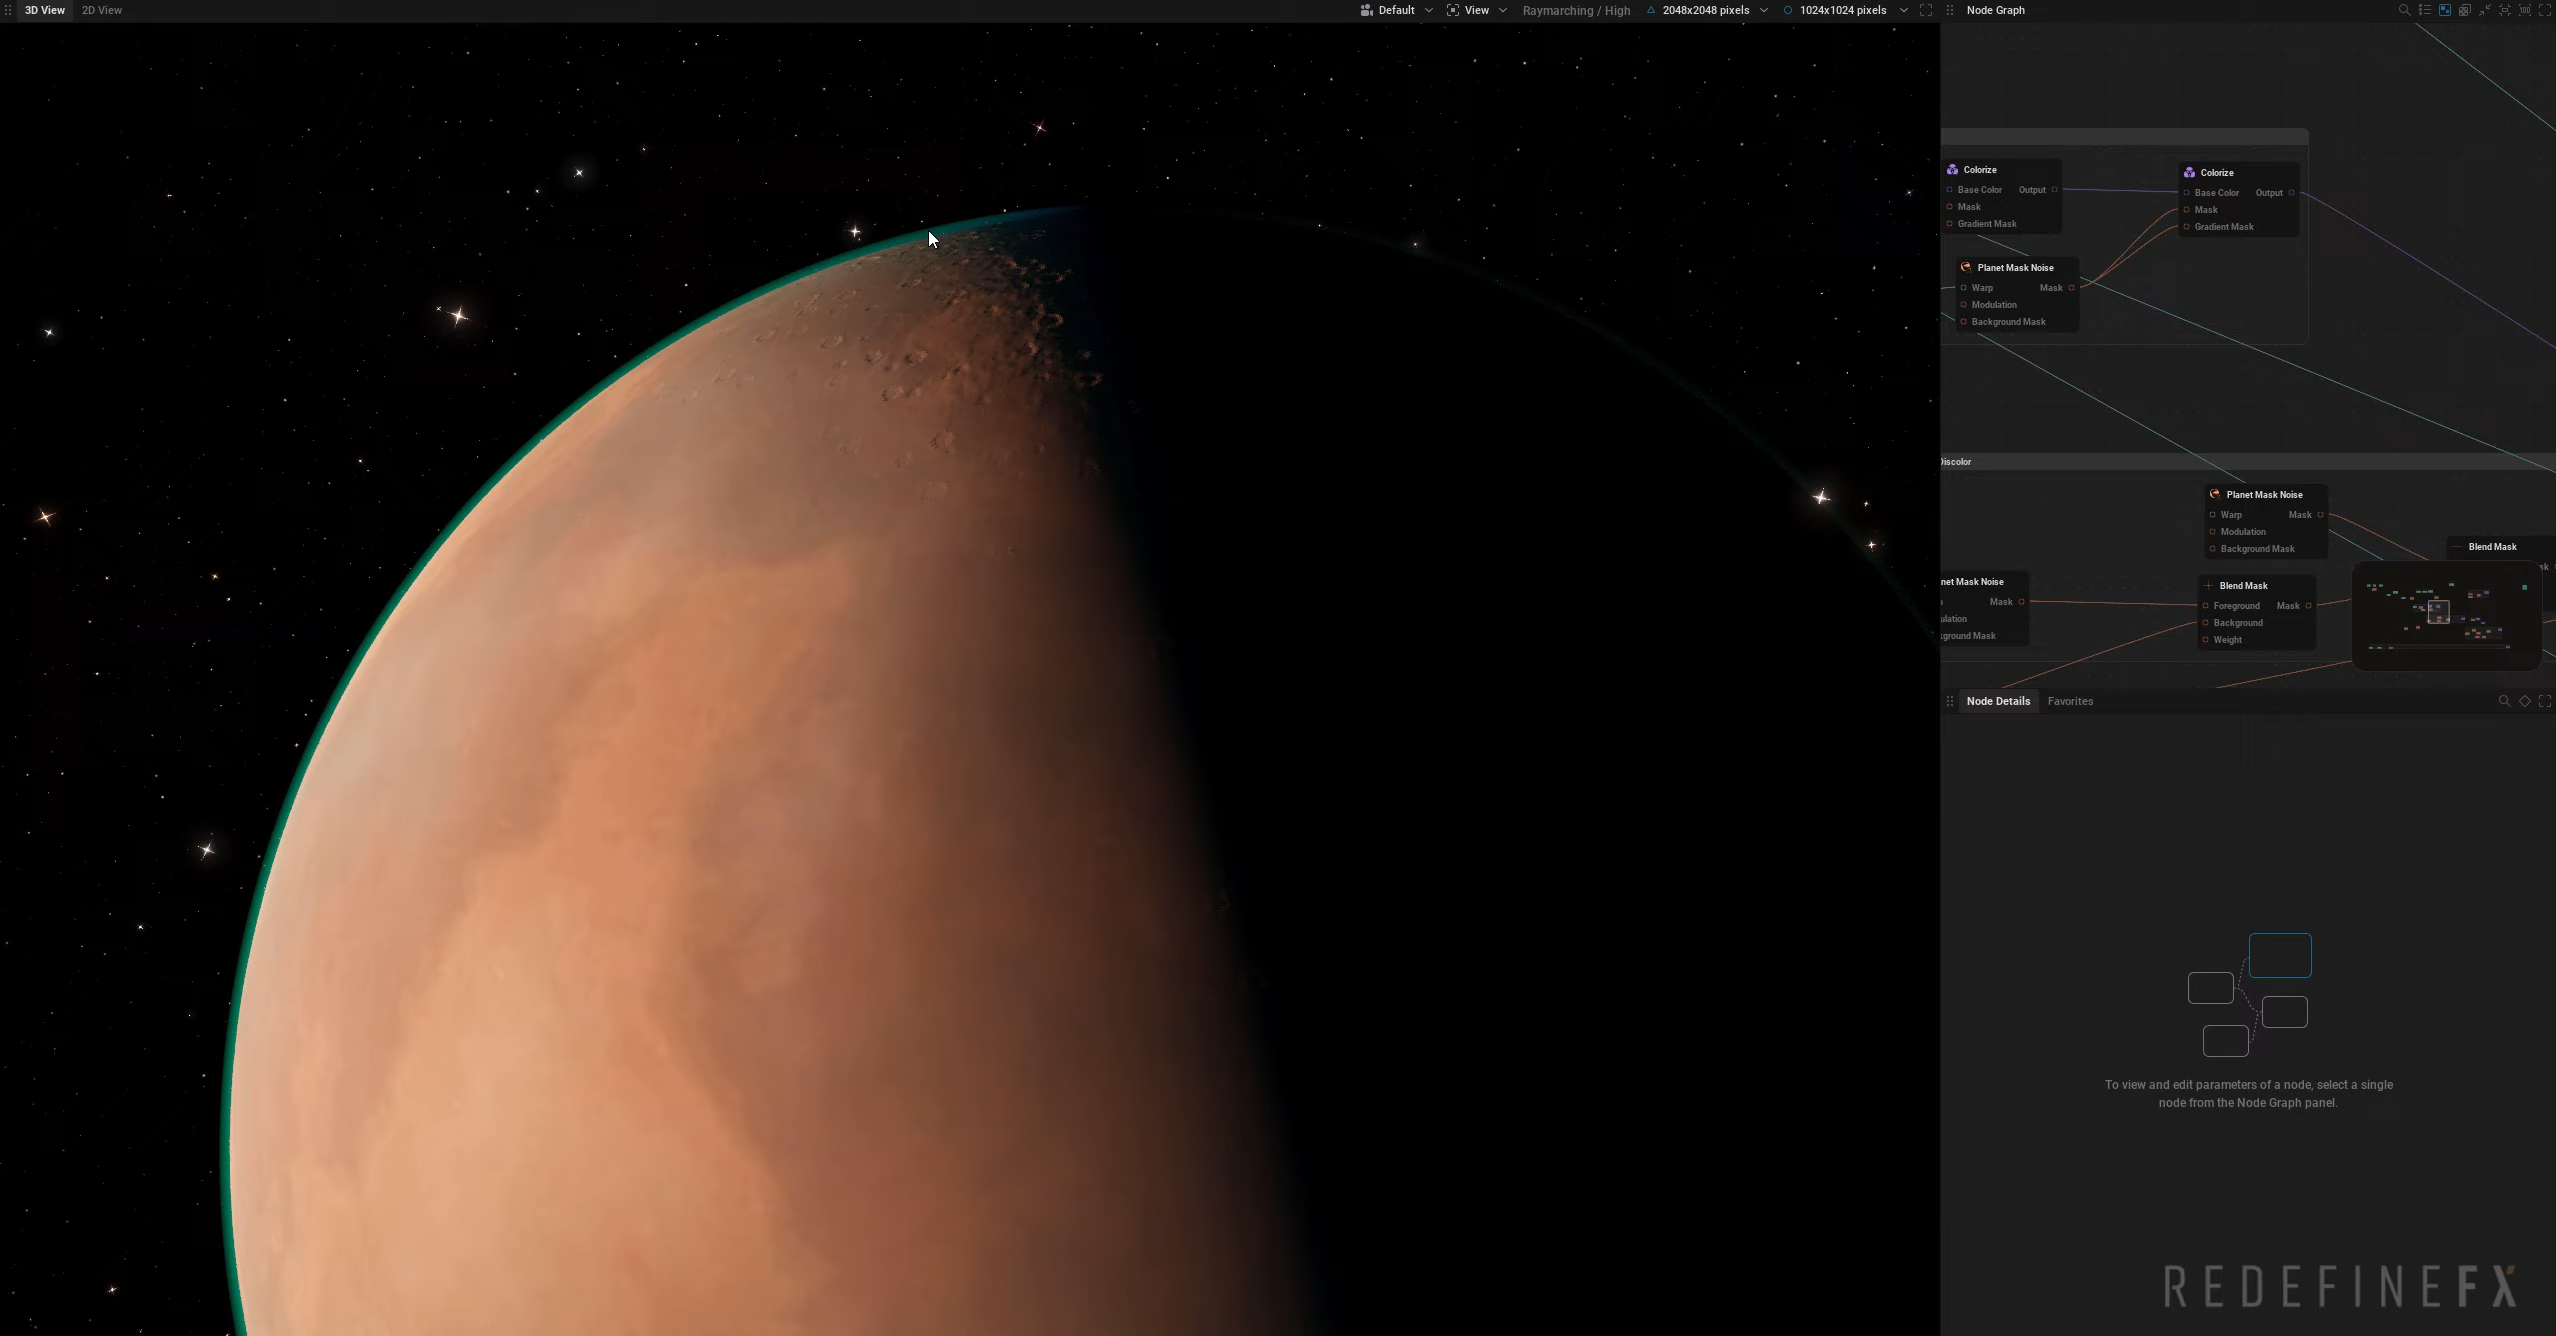 3D View 2D View Default View Raymarching / High 2048x2048 pixels 1024x1024 pixels Node Graph
Colorize
Base Color Output
Mask
Gradient Mask
Colorize
Base Color Output
Mask
Gradient Mask
Planet Mask Noise
Warp Mask
Modulation
Background Mask
Discolor
Planet Mask Noise
Warp Mask
Modulation
Background Mask
Blend Mask
sk
net Mask Noise
Mask
ulation
kground Mask
Blend Mask
Foreground Mask
Background
Weight
Node Details Favorites
To view and edit parameters of a node, select a single
node from the Node Graph panel.
REDEFINEFX